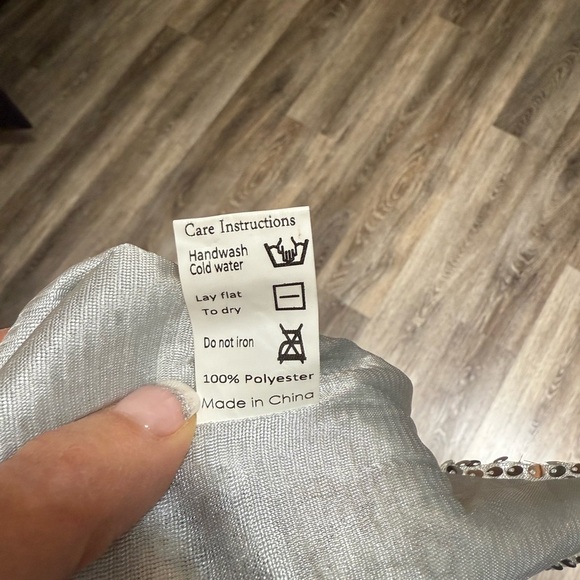 Care Instructions
Handwash
Cold water
Lay flat
To dry
Do not iron
100% Polyester
Made in China